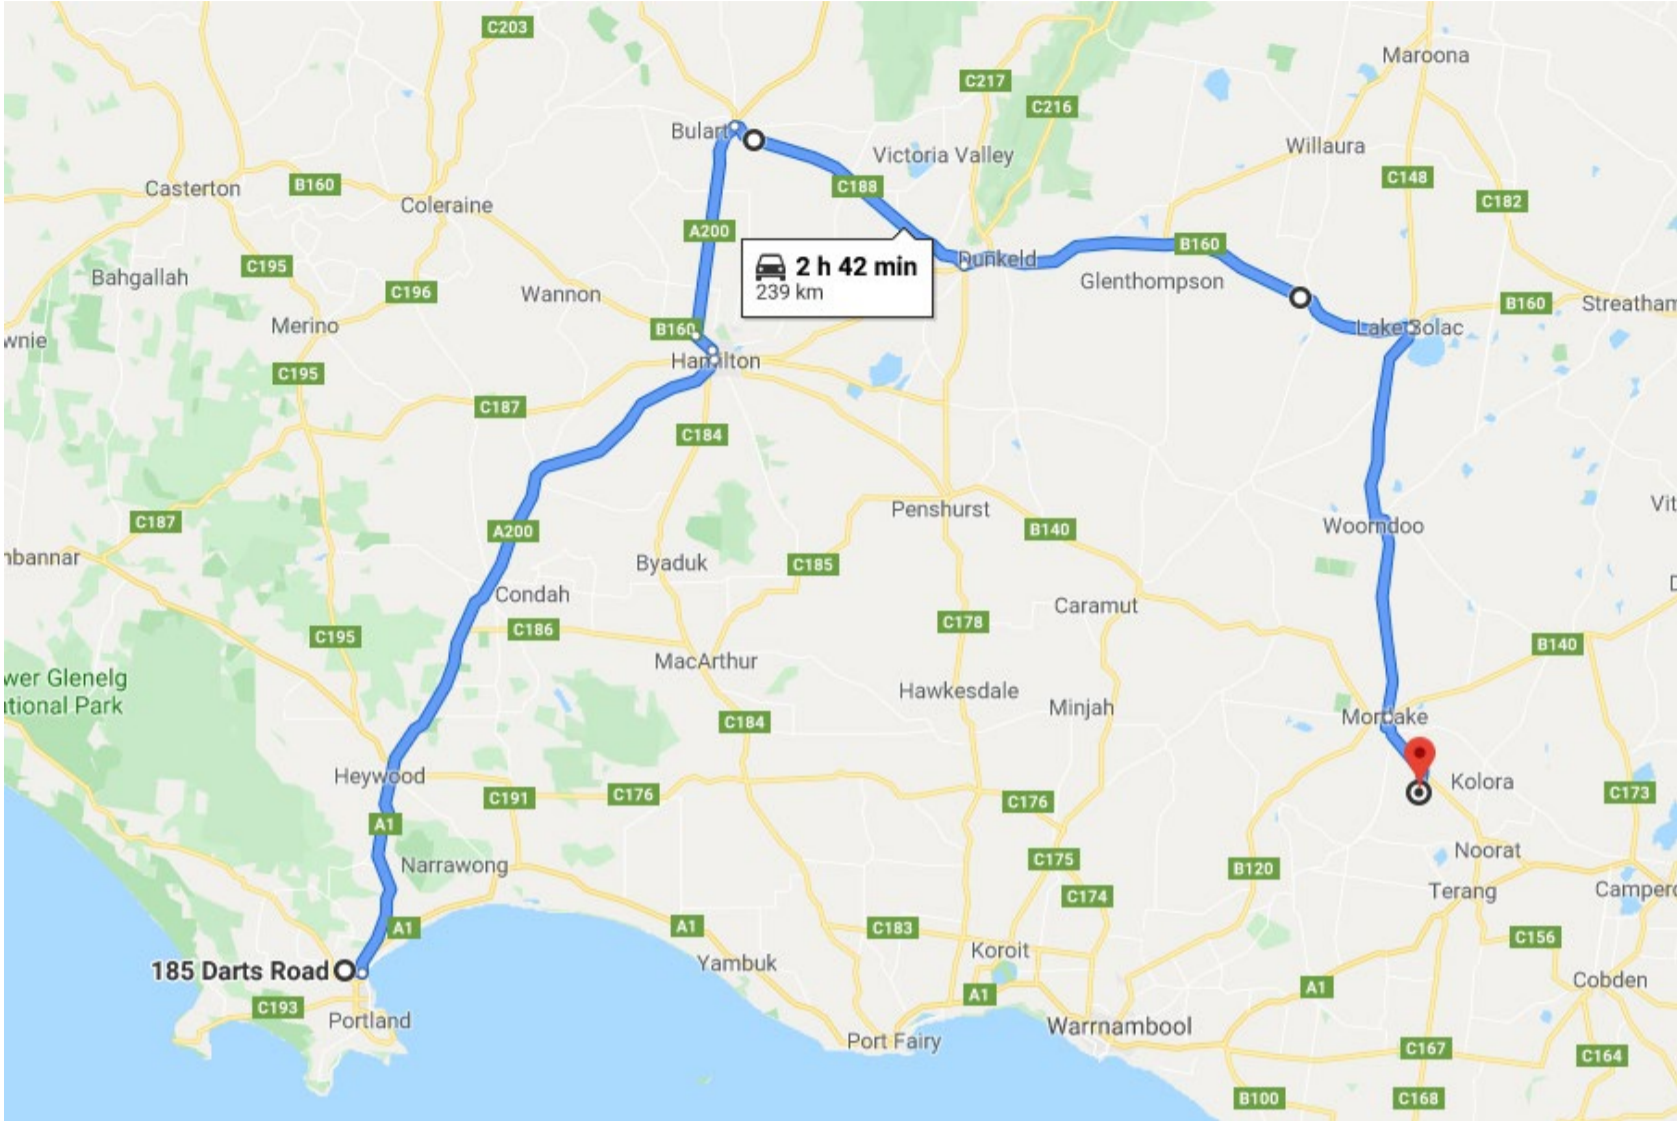 C203
Maroona
C217
C216
Bulart
Victoria Valley
Willaura
C148
C188
C182
Casterton
B160
Coleraine
A200
B160
Dunkeld
2 h 42 min
239 km
C195
Bahgallah
C196
Wannon
Glenthompson
B160
Streatham
Merino
B160
Lake Bolac
wnie
Hamilton
C195
C187
C184
Penshurst
Vit
C187
A200
Woorndoo
B140
nbannar
Byaduk
C185
Condah
Caramut
C186
C178
C195
B140
MacArthur
wer Glenelg
tional Park
Hawkesdale
Minjah
Mortlake
C184
Heywood
Kolora
C191
C176
C176
C173
A1
Noorat
Narrawong
C175
B120
Terang
Camperd
C174
A1
A1
C183
C156
Koroit
Yambuk
185 Darts Road
Cobden
C193
A1
A1
Portland
Warrnambool
Port Fairy
C167
C164
B100
C168